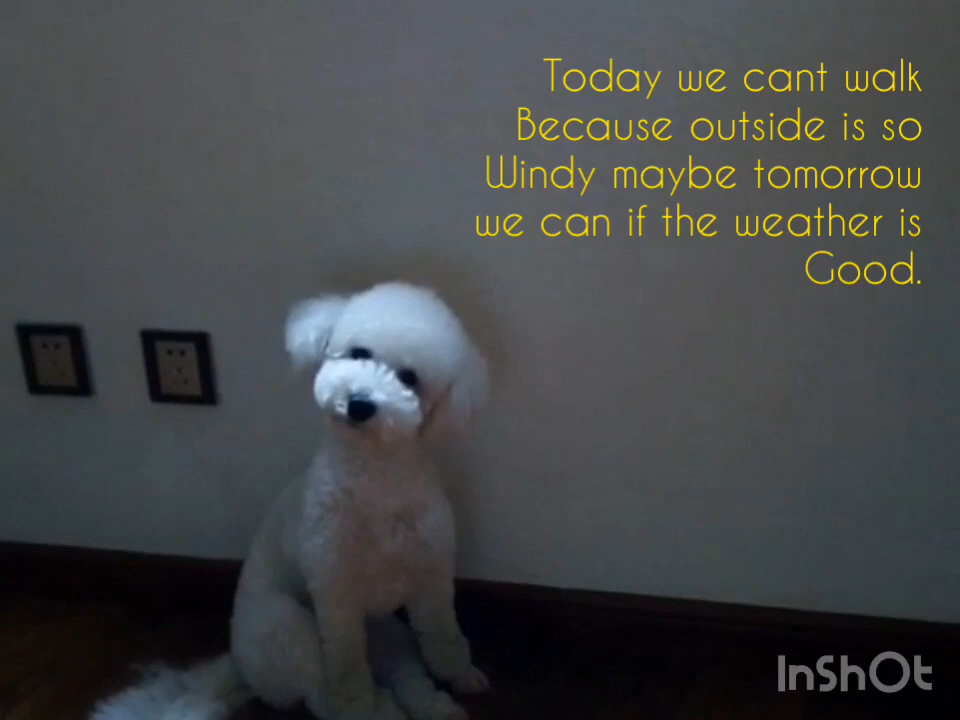 Today we cant walk
Because outside is so
Windy maybe tomorrow
we can if the weather is
Good.
InShOt